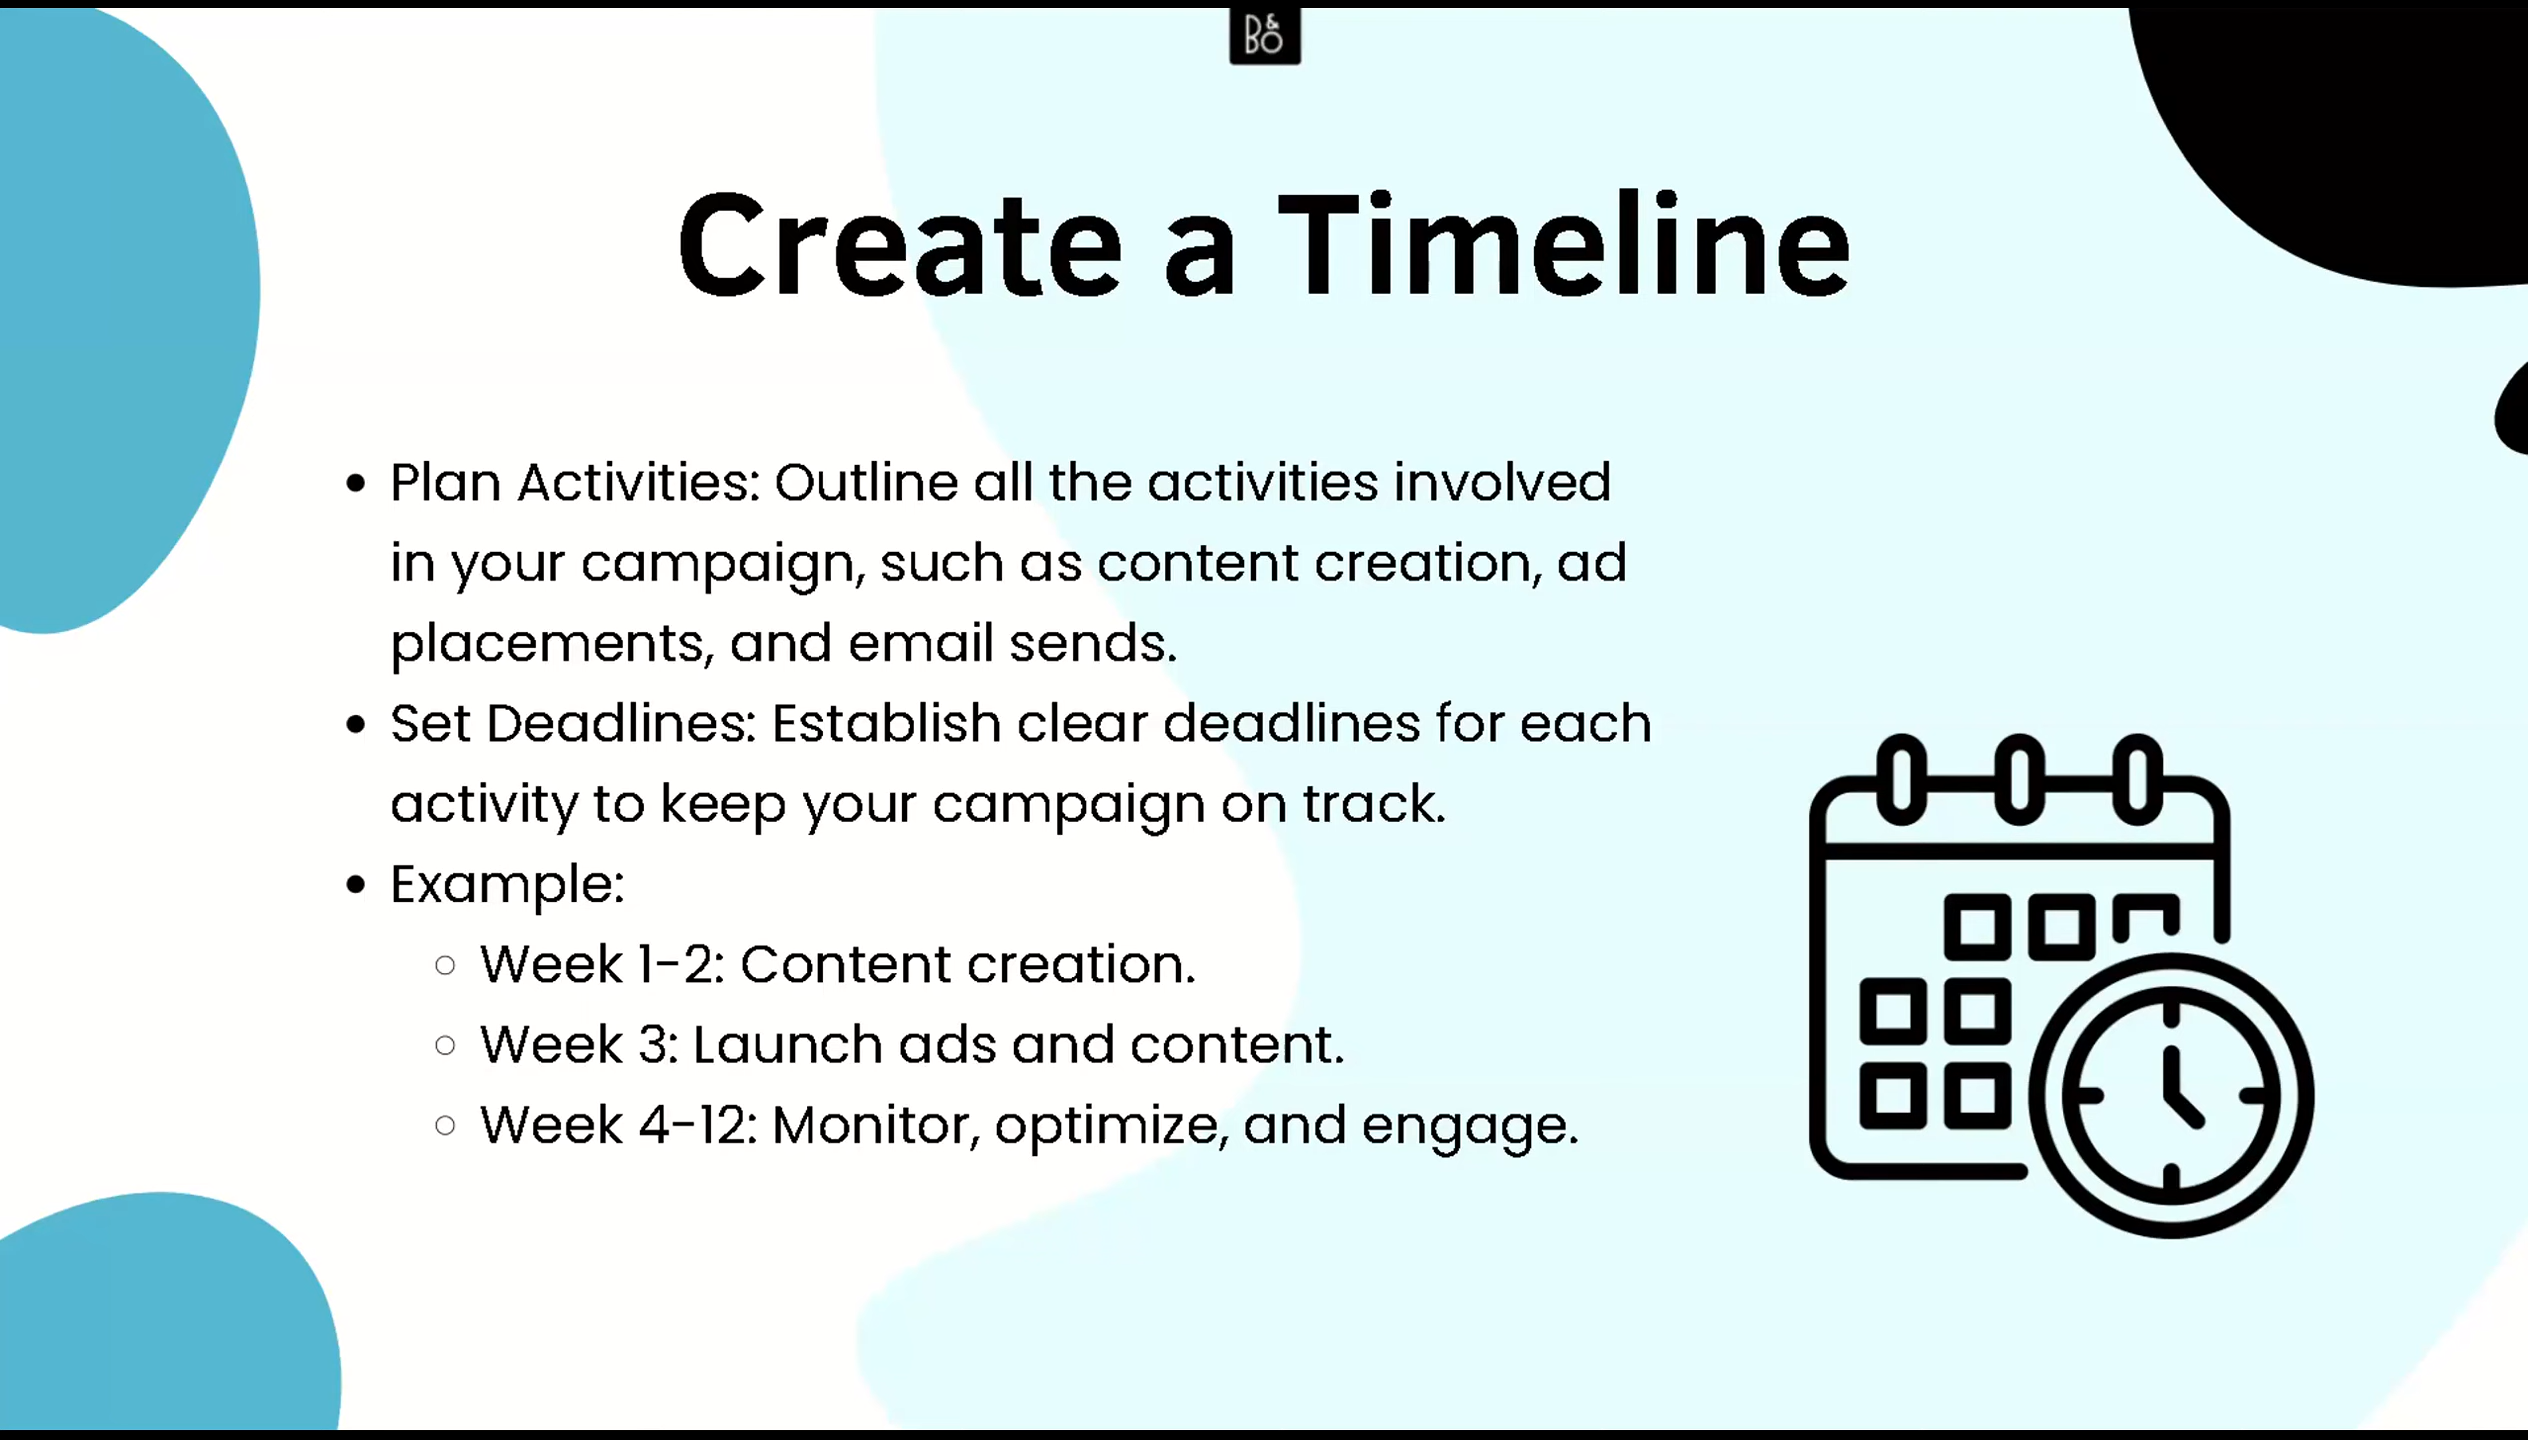 B&O
Create a Timeline
• Plan Activities: Outline all the activities involved
in your campaign, such as content creation, ad
placements, and email sends.
• Set Deadlines: Establish clear deadlines for each
activity to keep your campaign on track.
• Example:
○ Week 1-2: Content creation.
○ Week 3: Launch ads and content.
○ Week 4-12: Monitor, optimize, and engage.